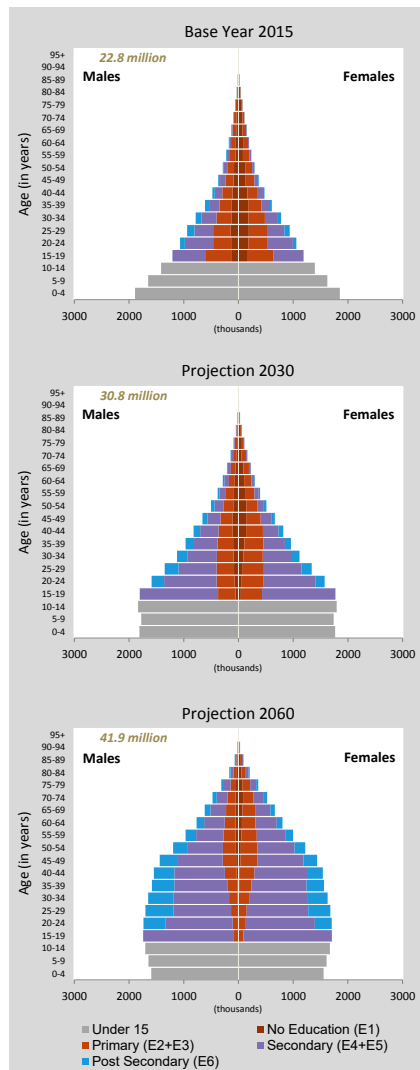 Base Year 2015
22.8 million
Males
Females
Age (in years)
95+
90-94
85-89
80-84
75-79
70-74
65-69
60-64
55-59
50-54
45-49
40-44
35-39
30-34
25-29
20-24
15-19
10-14
5-9
0-4
3000 2000 1000 0 1000 2000 3000
(thousands)
Projection 2030
30.8 million
Males
Females
Age (in years)
95+
90-94
85-89
80-84
75-79
70-74
65-69
60-64
55-59
50-54
45-49
40-44
35-39
30-34
25-29
20-24
15-19
10-14
5-9
0-4
3000 2000 1000 0 1000 2000 3000
(thousands)
Projection 2060
41.9 million
Males
Females
Age (in years)
95+
90-94
85-89
80-84
75-79
70-74
65-69
60-64
55-59
50-54
45-49
40-44
35-39
30-34
25-29
20-24
15-19
10-14
5-9
0-4
3000 2000 1000 0 1000 2000 3000
(thousands)
Under 15 No Education (E1)
Primary (E2+E3) Secondary (E4+E5)
Post Secondary (E6)